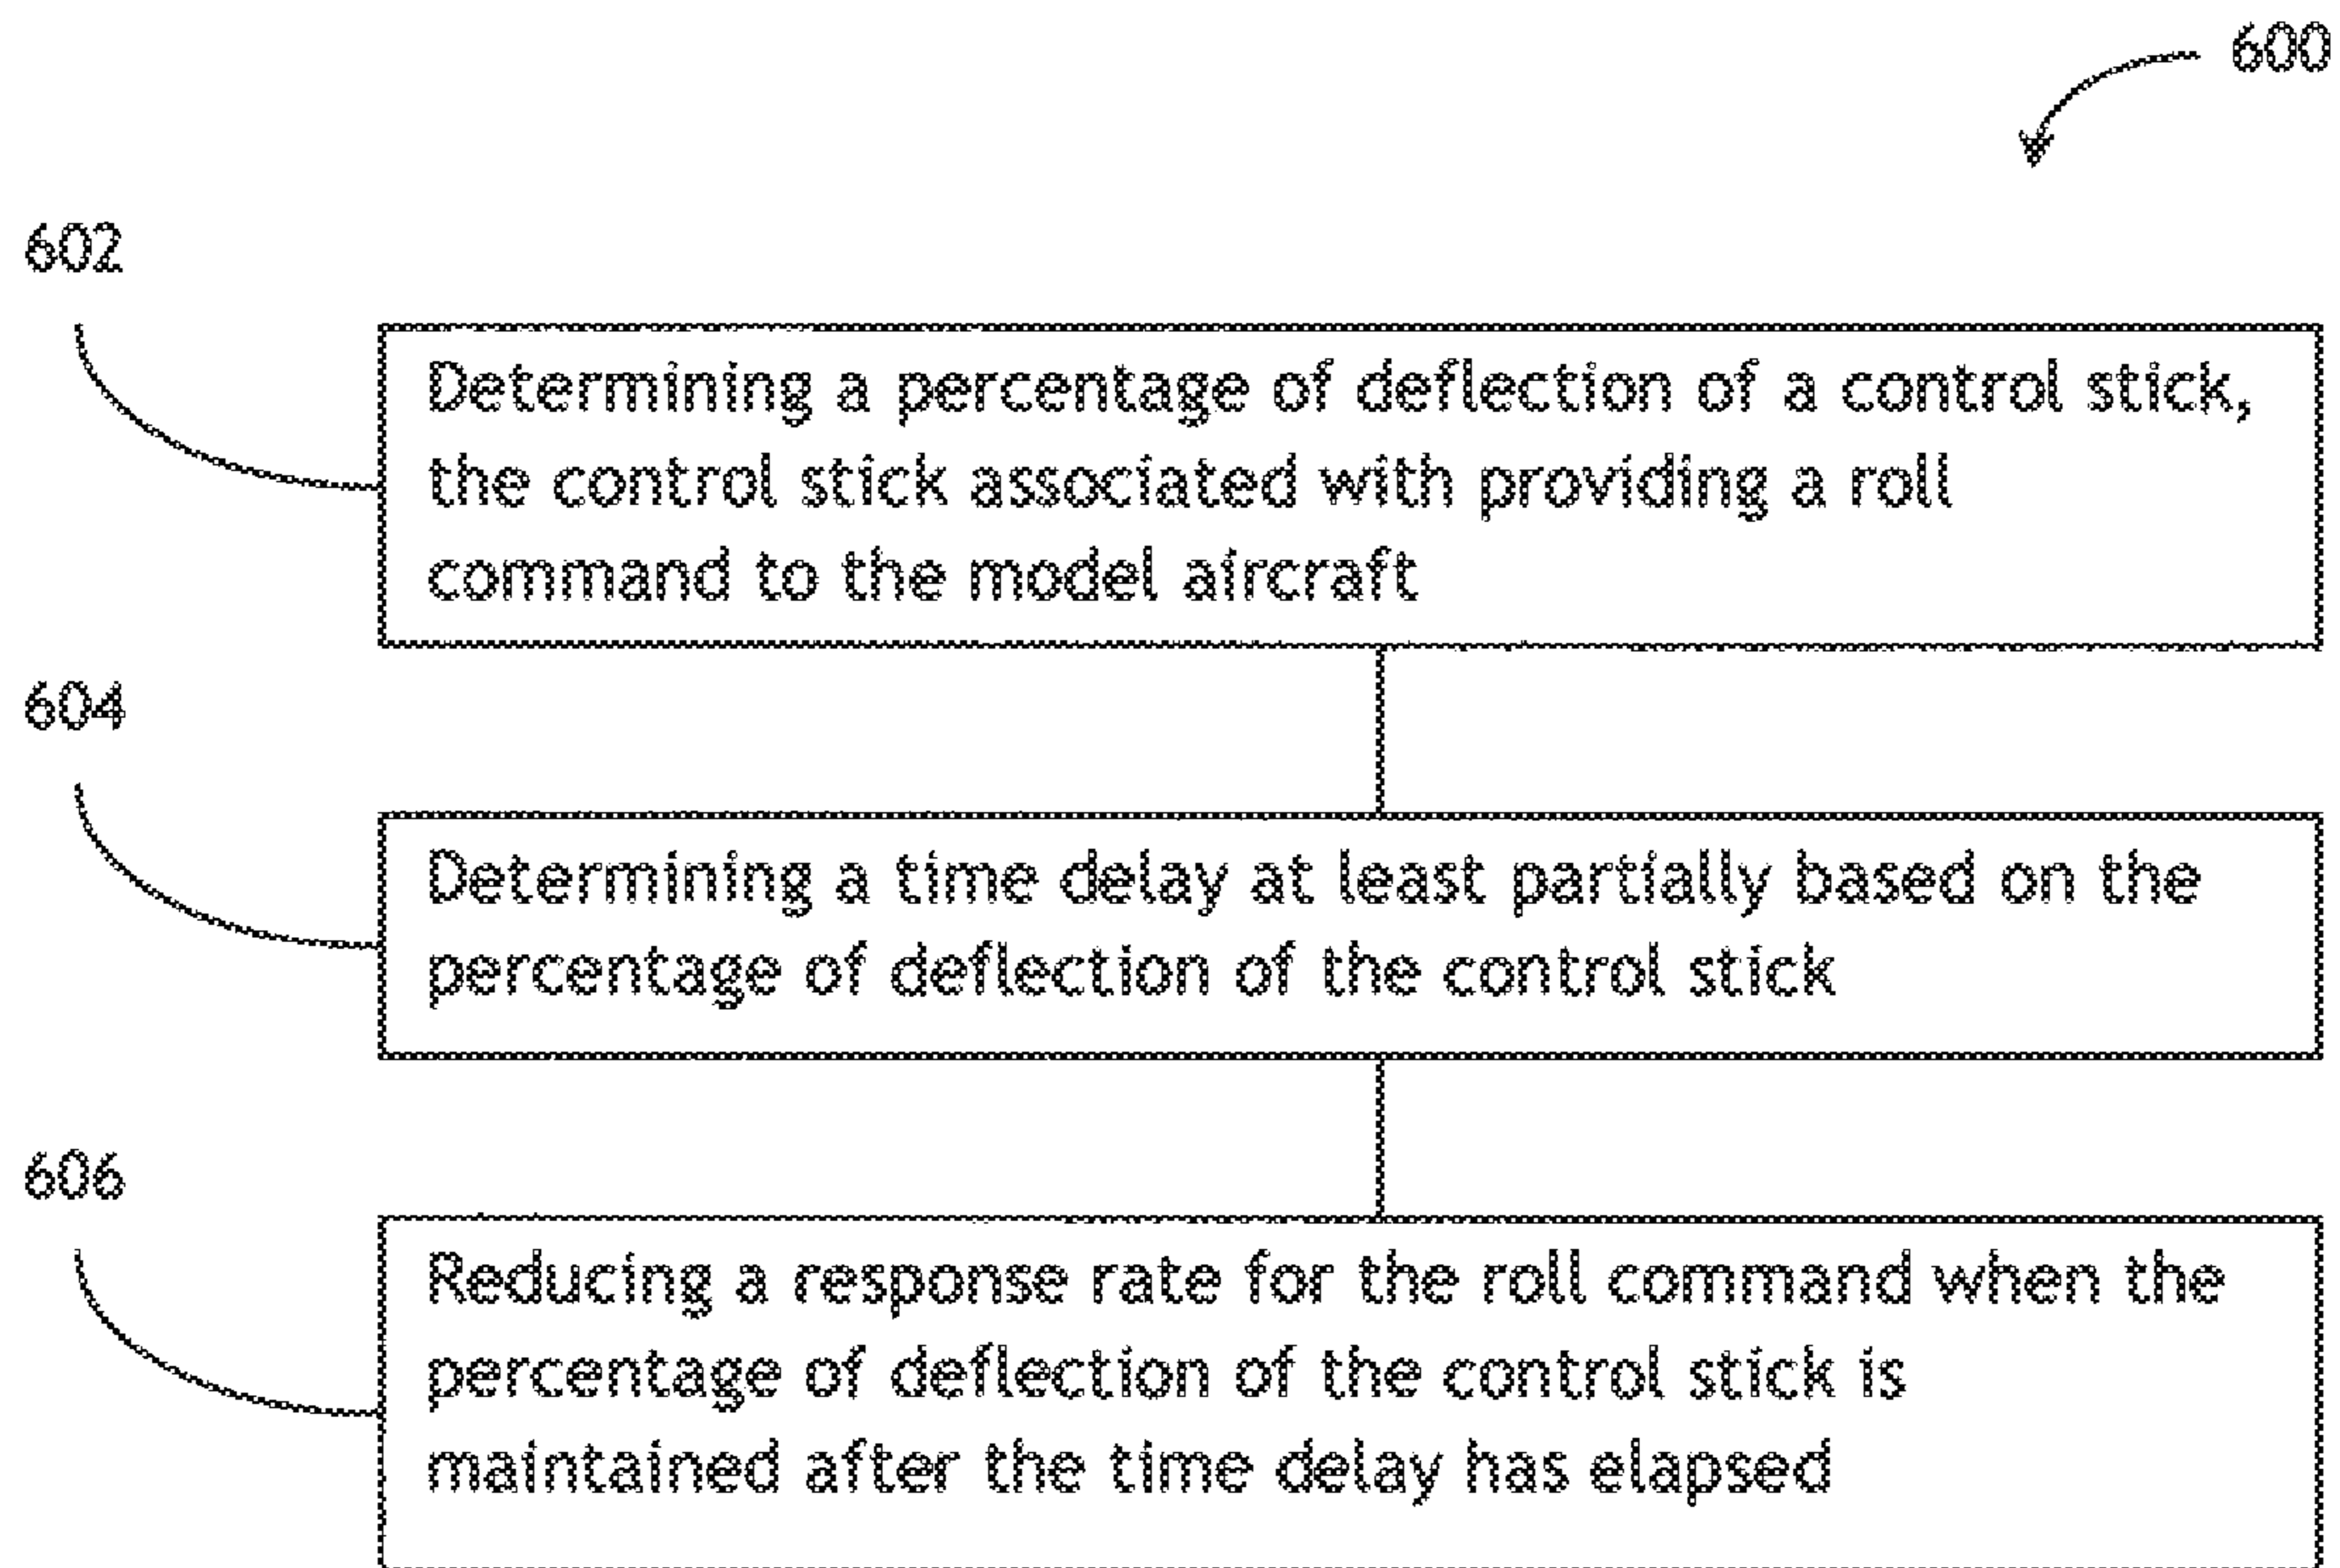 600
602
Determining a percentage of deflection of a control stick,
the control stick associated with providing a roll
command to the model aircraft
604
Determining a time delay at least partially based on the
percentage of deflection of the control stick
606
Reducing a response rate for the roll command when the
percentage of deflection of the control stick is
maintained after the time delay has elapsed